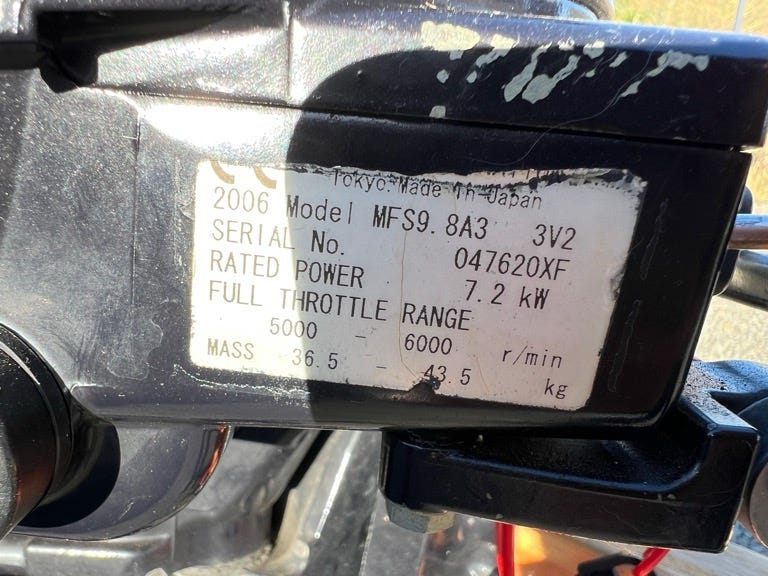 Tokyo. Made in Japan
2006 Model MFS9.8A3 3V2
SERIAL No. 047620XF
RATED POWER 7.2 kW
FULL THROTTLE RANGE
5000 - 6000 r/min
MASS 36.5 - 43.5 kg